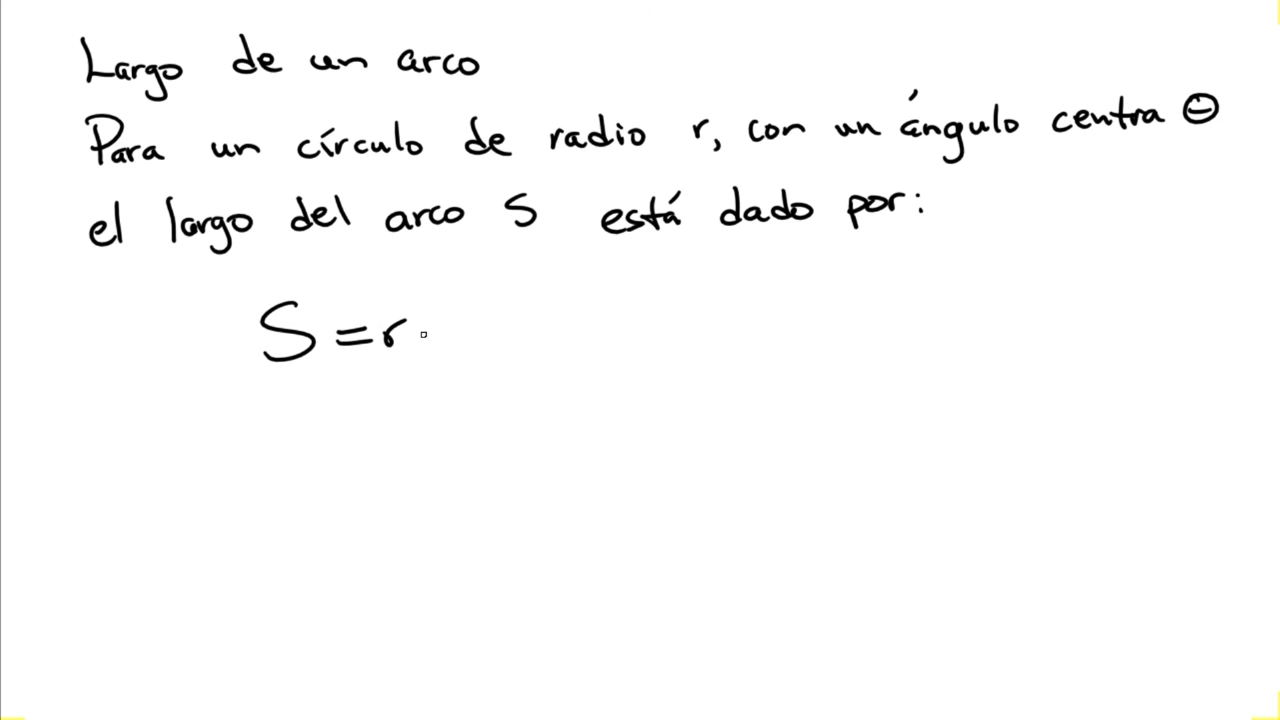 Largo de un arco
Para un círculo de radio r, con un ángulo centra θ
el largo del arco S está dado por:
S = r